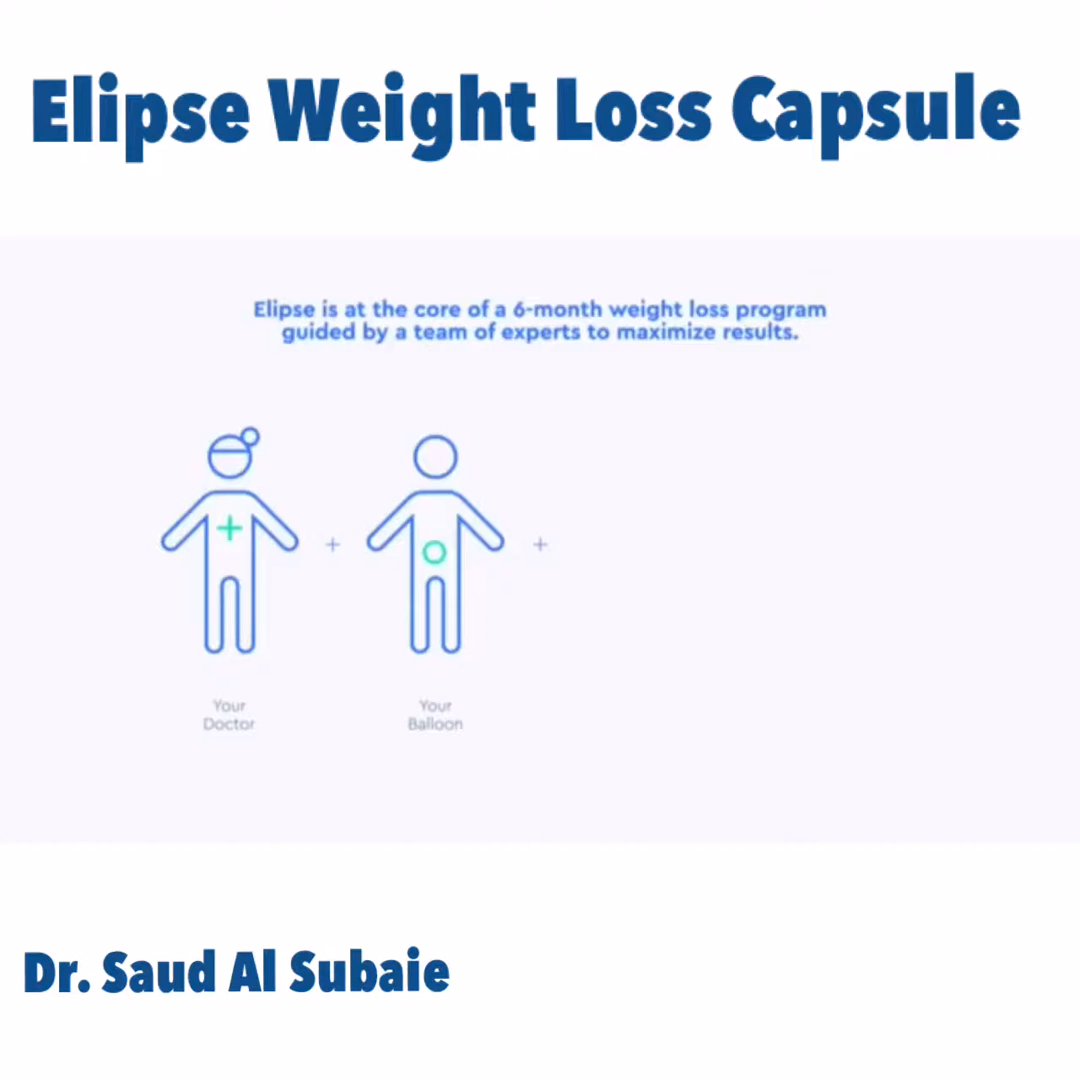 Elipse Weight Loss Capsule
Elipse is at the core of a 6-month weight loss program
guided by a team of experts to maximize results.
+ +
Your Your
Doctor Balloon
Dr. Saud Al Subaie